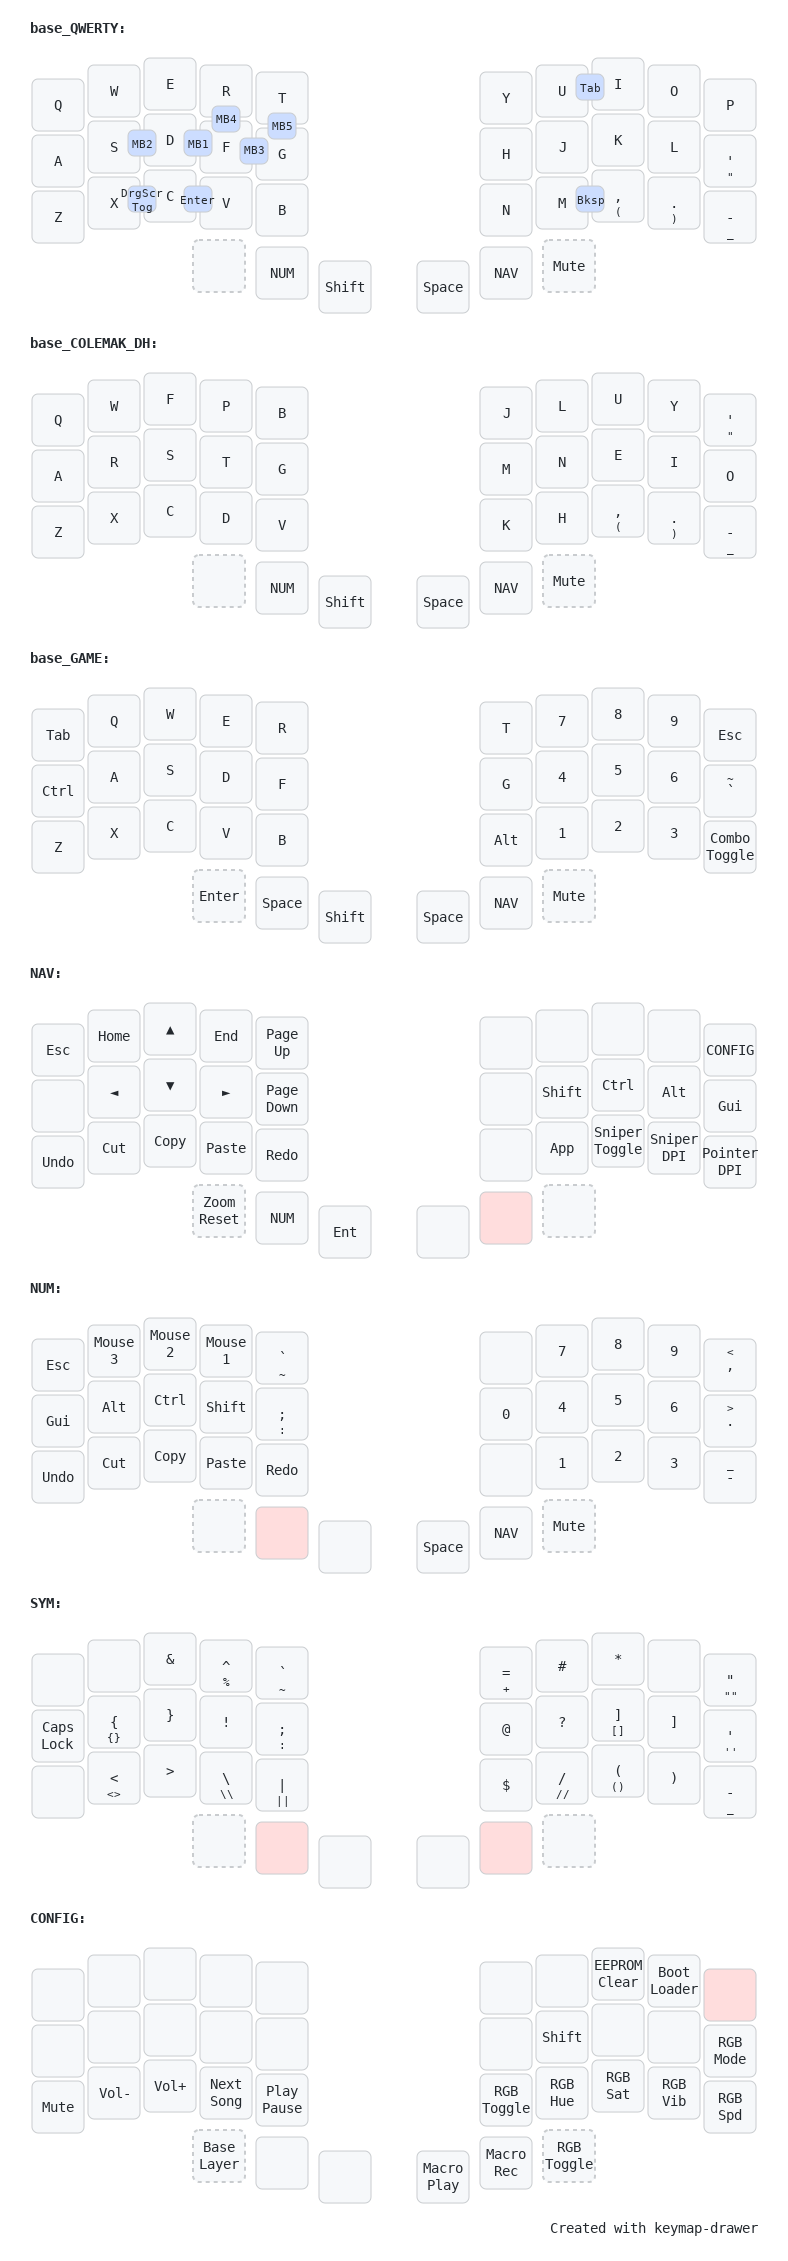 base_QWERTY:
Q W E R T Y U Tab I O P
MB4 MB5
A S MB2 D MB1 F MB3 G H J K L ' "
Z X DrgScr Tog C Enter V B N M Bksp , ( . ) - _
NUM Shift Space NAV Mute
base_COLEMAK_DH:
Q W F P B J L U Y ' "
A R S T G M N E I O
Z X C D V K H , ( . ) - _
NUM Shift Space NAV Mute
base_GAME:
Tab Q W E R T 7 8 9 Esc
Ctrl A S D F G 4 5 6 ~ `
Z X C V B Alt 1 2 3 Combo Toggle
Enter Space Shift Space NAV Mute
NAV:
Esc Home ▲ End Page Up CONFIG
◄ ▼ ► Page Down Shift Ctrl Alt Gui
Undo Cut Copy Paste Redo App Sniper Toggle Sniper DPI Pointer DPI
Zoom Reset NUM Ent
NUM:
Esc Mouse 3 Mouse 2 Mouse 1 ` ~ 7 8 9 < ,
Gui Alt Ctrl Shift ; : 0 4 5 6 > .
Undo Cut Copy Paste Redo 1 2 3 _ -
Space NAV Mute
SYM:
& ^ % ` ~ = + # * " ""
Caps Lock { {} } ! ; : @ ? ] [] ] ' ''
< <> > \ \\ | || $ / // ( () ) - _
CONFIG:
EEPROM Clear Boot Loader
Shift RGB Mode
Mute Vol- Vol+ Next Song Play Pause RGB Toggle RGB Hue RGB Sat RGB Vib RGB Spd
Base Layer Macro Play Macro Rec RGB Toggle
Created with keymap-drawer